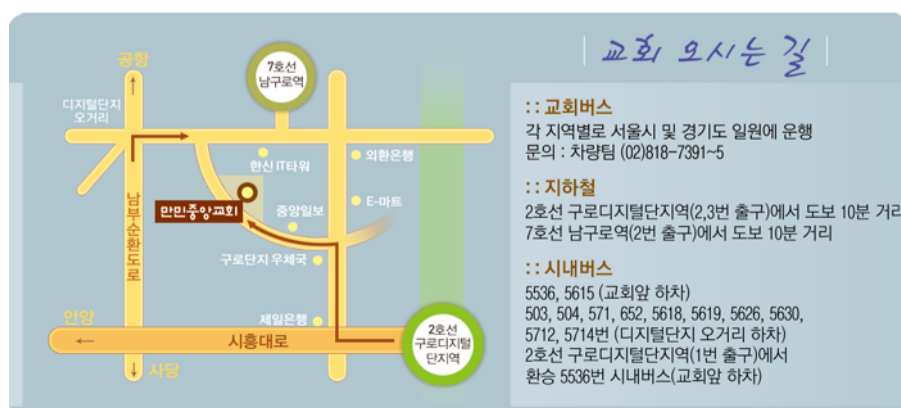 공항
디지털단지
오거리
7호선
남구로역
한신IT타워
외환은행
만민중앙교회
중앙일보
E-마트
남부순환도로
구로단지 우체국
안양
제일은행
시흥대로
2호선
구로디지털
단지역
사당
교회 오시는 길
::교회버스
각 지역별로 서울시 및 경기도 일원에 운행
문의 : 차량팀 (02)818-7391~5
::지하철
2호선 구로디지털단지역(2,3번 출구)에서 도보 10분 거리
7호선 남구로역(2번 출구)에서 도보 10분 거리
::시내버스
5536, 5615 (교회앞 하차)
503, 504, 571, 652, 5618, 5619, 5626, 5630,
5712, 5714번 (디지털단지 오거리 하차)
2호선 구로디지털단지역(1번 출구)에서
환승 5536번 시내버스(교회앞 하차)